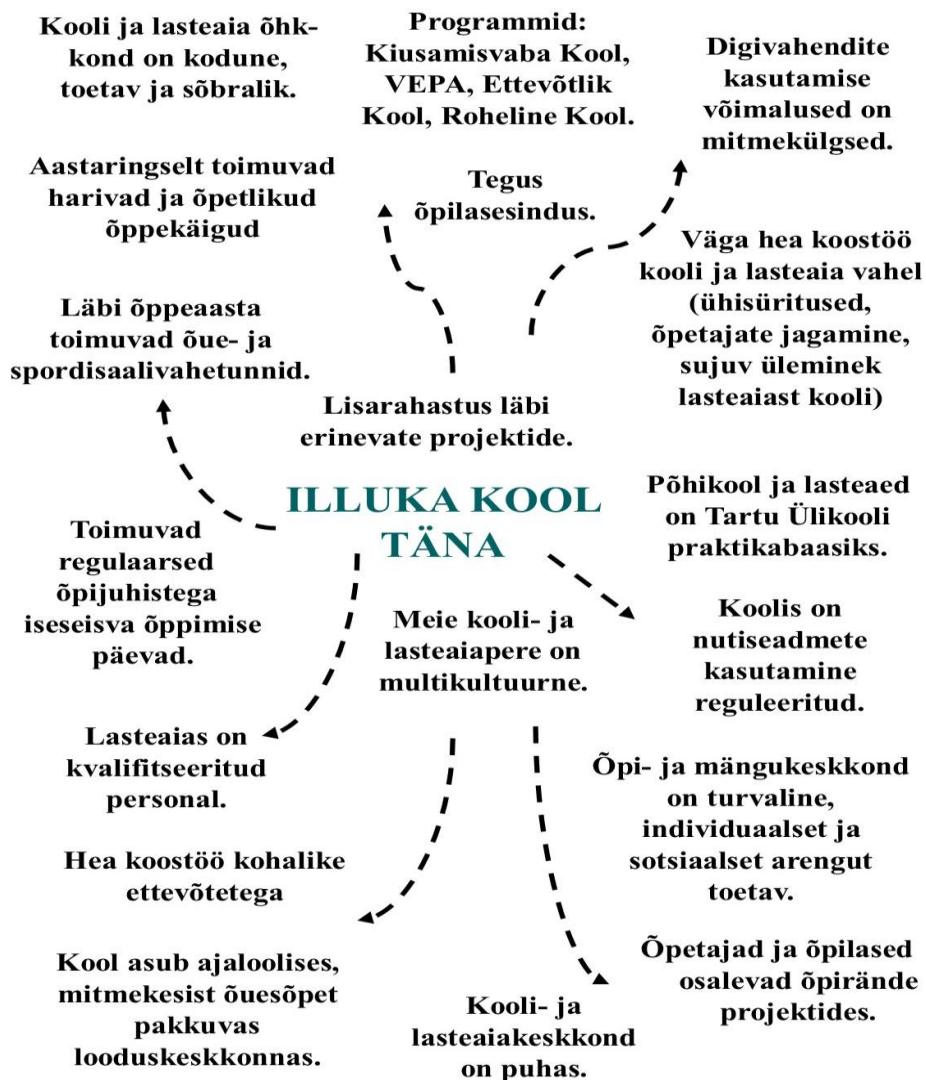 Kooli ja lasteaia õhk-
kond on kodune,
toetav ja sõbralik.
Programmid:
Kiusamisvaba Kool,
VEPA, Ettevõtlik
Kool, Roheline Kool.
Digivahendite
kasutamise
võimalused on
mitmekülgsed.
Aastaringselt toimuvad
harivad ja õpetlikud
õppekäigud
Tegus
õpilasesindus.
Väga hea koostöö
kooli ja lasteaia vahel
(ühisüritused,
õpetajate jagamine,
sujuv üleminek
lasteaiast kooli)
Läbi õppeaasta
toimuvad õue- ja
spordisaalivahetunnid.
Lisarahastus läbi
erinevate projektide.
ILLUKA KOOL
TÄNA
Põhikool ja lasteaed
on Tartu Ülikooli
praktikabaasiks.
Toimuvad
regulaarsed
õpijuhistega
iseseisva õppimise
päevad.
Meie kooli- ja
lasteaiapere on
multikultuurne.
Koolis on
nutiseadmete
kasutamine
reguleeritud.
Lasteaias on
kvalifitseeritud
personal.
Õpi- ja mängukeskkond
on turvaline,
individuaalset ja
sotsiaalset arengut
toetav.
Hea koostöö kohalike
ettevõtetega
Kool asub ajaloolises,
mitmekesist õuesõpet
pakkuvas
looduskeskkonnas.
Kooli- ja
lasteaiakeskkond
on puhas.
Õpetajad ja õpilased
osalevad õpirände
projektides.